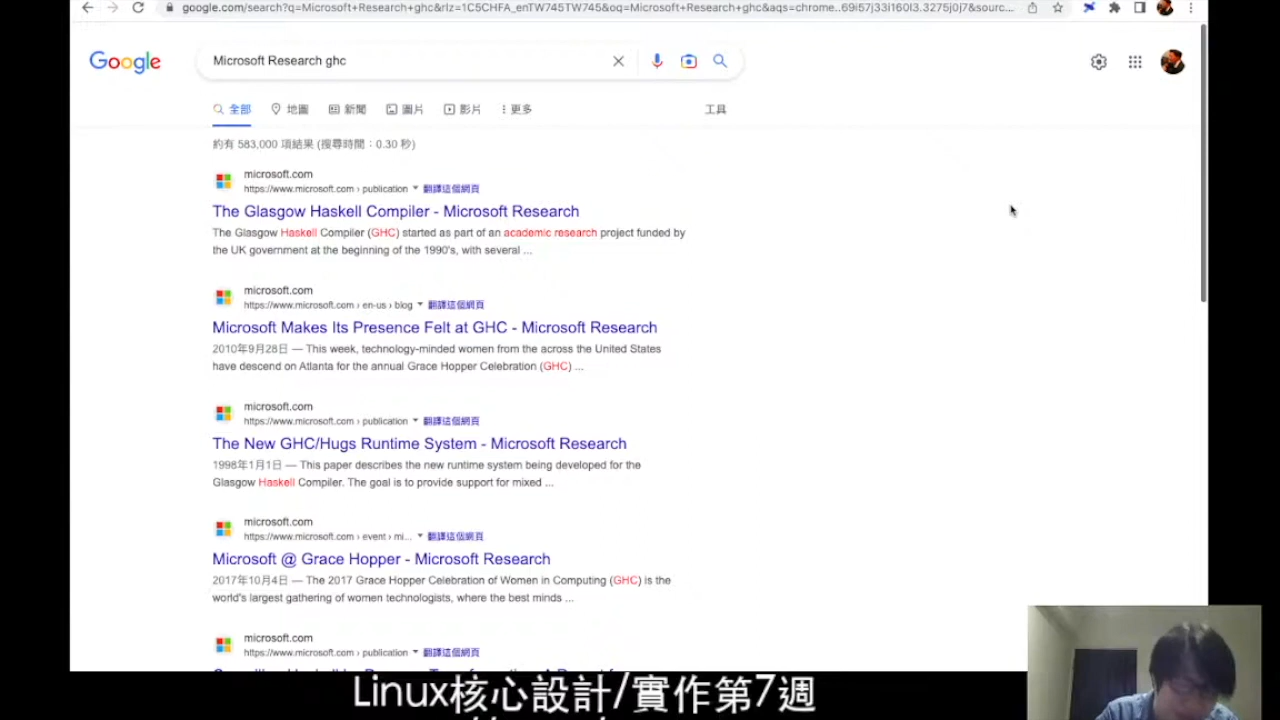 google.com/search?q=Microsoft+Research+ghc&rlz=1C5CHFA_enTW745TW745&oq=Microsoft+Research+ghc&aqs=chrome..69i57j33i160l3.3275j0j7&sourc...
Google
Microsoft Research ghc
全部 地圖 新聞 圖片 影片 更多 工具
約有 583,000 項結果 (搜尋時間：0.30 秒)
microsoft.com
https://www.microsoft.com › publication 翻譯這個網頁
The Glasgow Haskell Compiler - Microsoft Research
The Glasgow Haskell Compiler (GHC) started as part of an academic research project funded by
the UK government at the beginning of the 1990's, with several ...
microsoft.com
https://www.microsoft.com › en-us › blog 翻譯這個網頁
Microsoft Makes Its Presence Felt at GHC - Microsoft Research
2010年9月28日 — This week, technology-minded women from the across the United States
have descend on Atlanta for the annual Grace Hopper Celebration (GHC) ...
microsoft.com
https://www.microsoft.com › publication 翻譯這個網頁
The New GHC/Hugs Runtime System - Microsoft Research
1998年1月1日 — This paper describes the new runtime system being developed for the
Glasgow Haskell Compiler. The goal is to provide support for mixed ...
microsoft.com
https://www.microsoft.com › event › mi... 翻譯這個網頁
Microsoft @ Grace Hopper - Microsoft Research
2017年10月4日 — The 2017 Grace Hopper Celebration of Women in Computing (GHC) is the
world's largest gathering of women technologists, where the best minds ...
microsoft.com
https://www.microsoft.com › publication 翻譯這個網頁
Linux核心設計/實作第7週